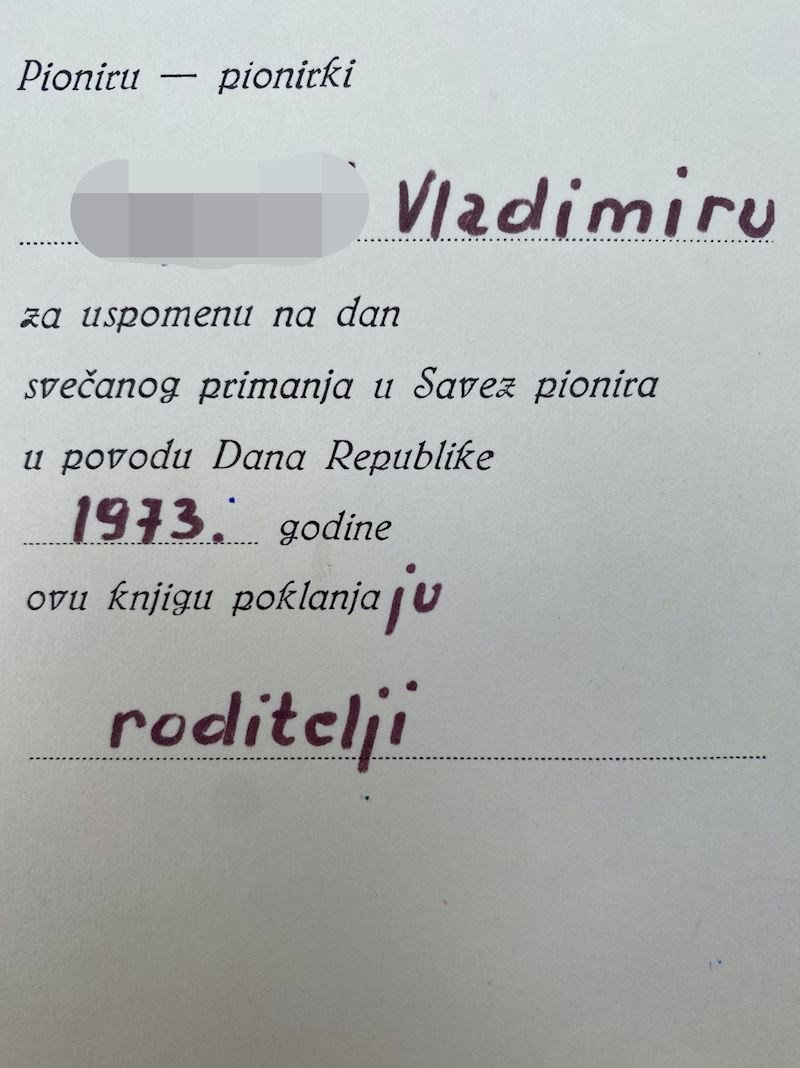 Pioniru — pionirki
Vladimiru
za uspomenu na dan
svečanog primanja u Savez pionira
u povodu Dana Republike
1973. godine
ovu knjigu poklanjaju
roditelji